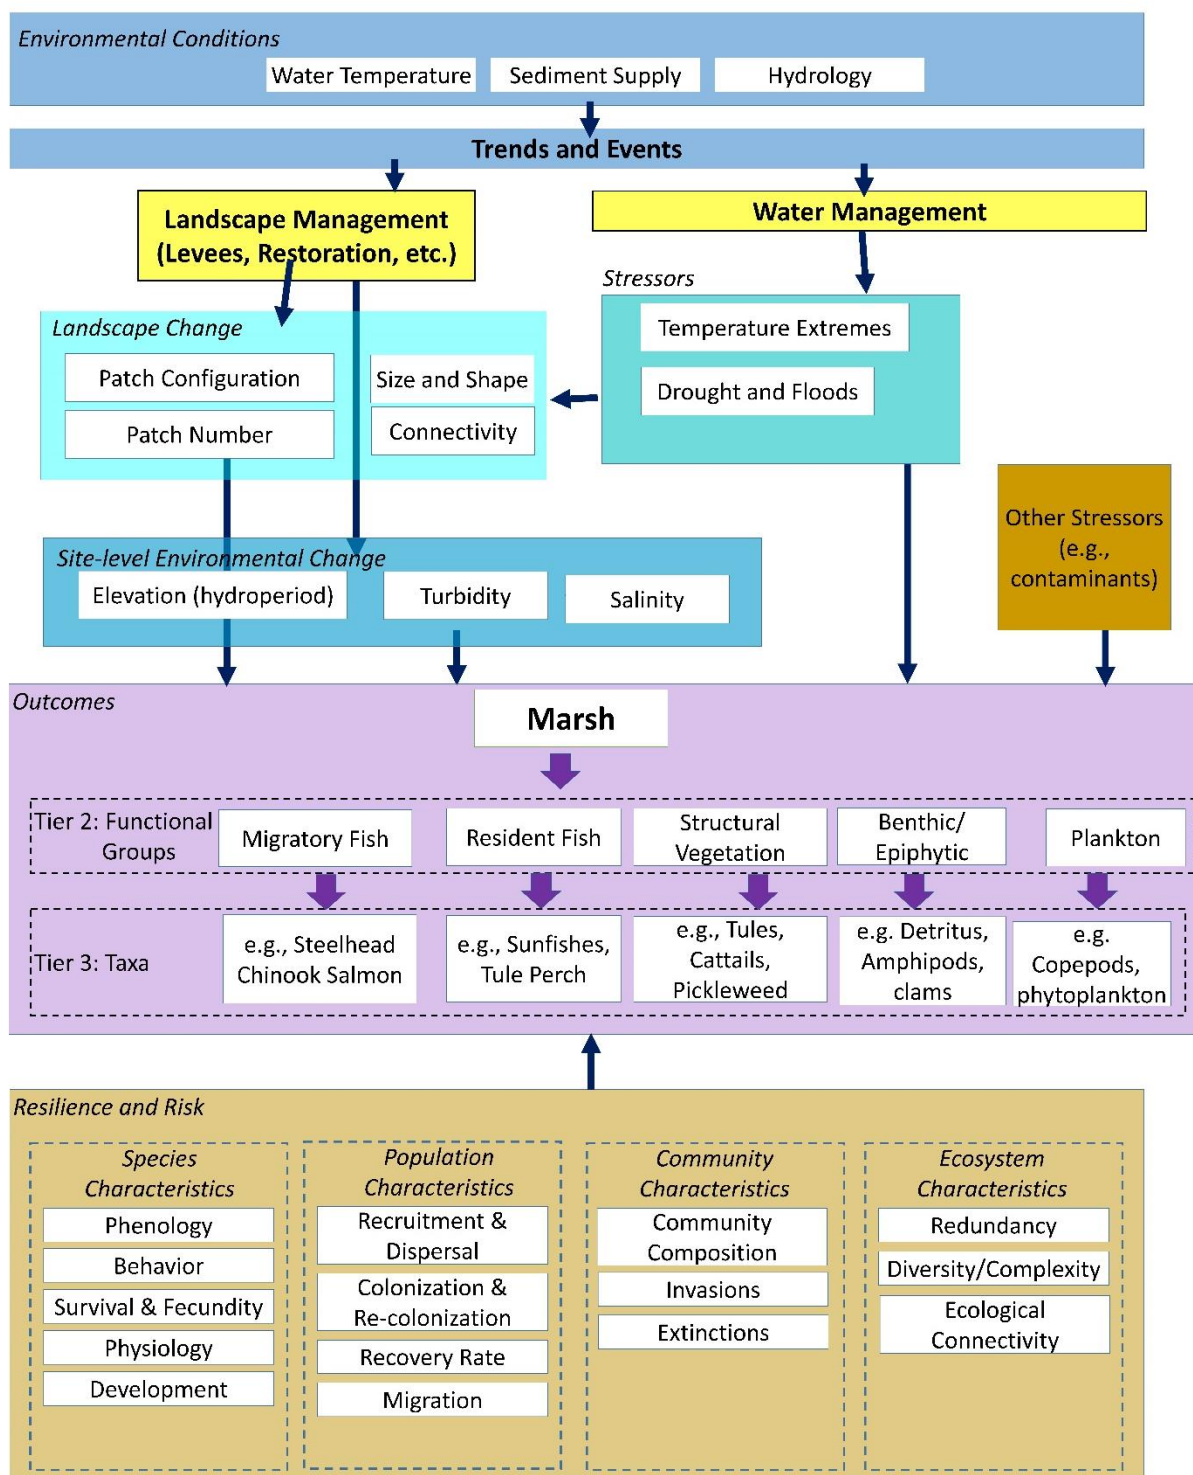 Environmental Conditions
Water Temperature
Sediment Supply
Hydrology
Trends and Events
Landscape Management
(Levees, Restoration, etc.)
Water Management
Stressors
Temperature Extremes
Drought and Floods
Landscape Change
Patch Configuration
Size and Shape
Patch Number
Connectivity
Other Stressors
(e.g.,
contaminants)
Site-level Environmental Change
Elevation (hydroperiod)
Turbidity
Salinity
Outcomes
Marsh
Tier 2: Functional
Groups
Migratory Fish
Resident Fish
Structural
Vegetation
Benthic/
Epiphytic
Plankton
Tier 3: Taxa
e.g., Steelhead
Chinook Salmon
e.g., Sunfishes,
Tule Perch
e.g., Tules,
Cattails,
Pickleweed
e.g. Detritus,
Amphipods,
clams
e.g.
Copepods,
phytoplankton
Resilience and Risk
Species
Characteristics
Phenology
Behavior
Survival & Fecundity
Physiology
Development
Population
Characteristics
Recruitment &
Dispersal
Colonization &
Re-colonization
Recovery Rate
Migration
Community
Characteristics
Community
Composition
Invasions
Extinctions
Ecosystem
Characteristics
Redundancy
Diversity/Complexity
Ecological
Connectivity